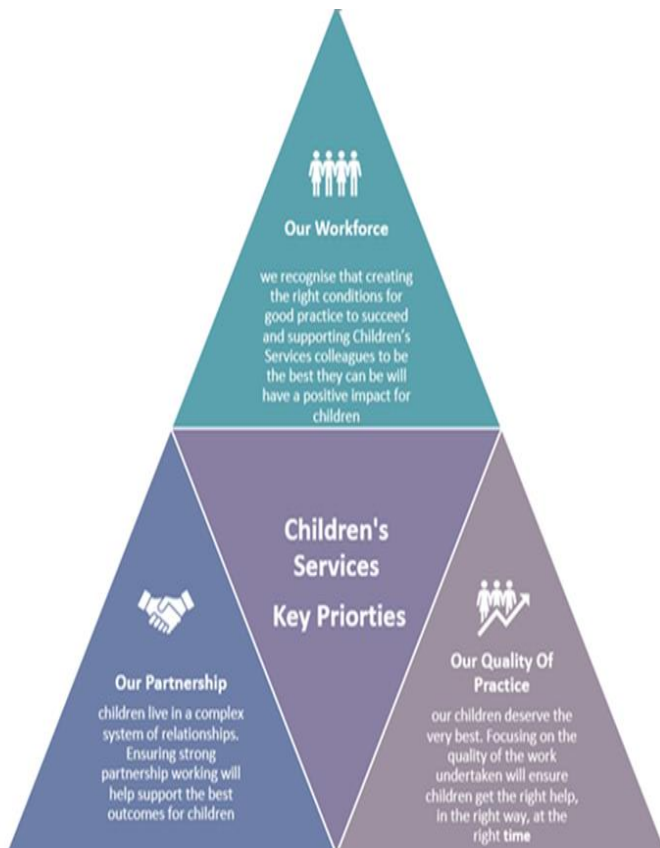 Our Workforce
we recognise that creating
the right conditions for
good practice to succeed
and supporting Children's
Services colleagues to be
the best they can be will
have a positive impact for
children
Children's
Services
Key Priorties
Our Partnership
children live in a complex
system of relationships.
Ensuring strong
partnership working will
help support the best
outcomes for children
Our Quality Of
Practice
our children deserve the
very best. Focusing on the
quality of the work
undertaken will ensure
children get the right help,
in the right way, at the
right time